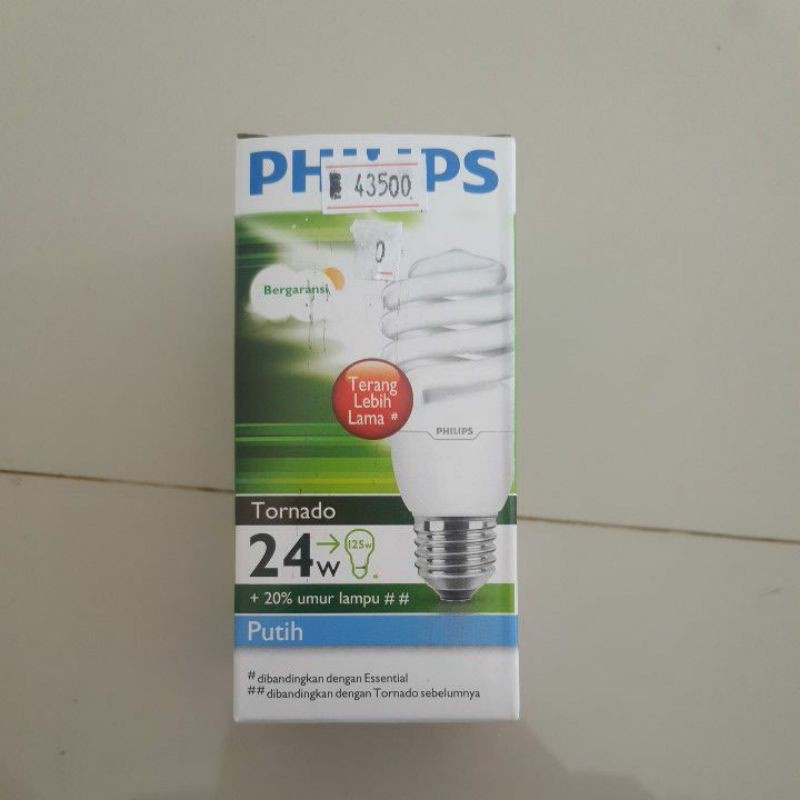 PHILIPS
43500
0
Bergaransi
Terang
Lebih
Lama #
PHILIPS
Tornado
24w
125w
+ 20% umur lampu ##
Putih
# dibandingkan dengan Essential
## dibandingkan dengan Tornado sebelumnya